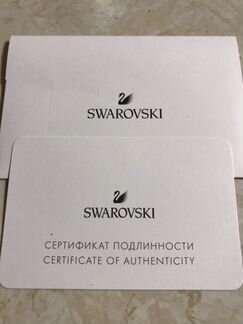 SWAROVSKI
SWAROVSKI
СЕРТИФИКАТ ПОДЛИННОСТИ
CERTIFICATE OF AUTHENTICITY